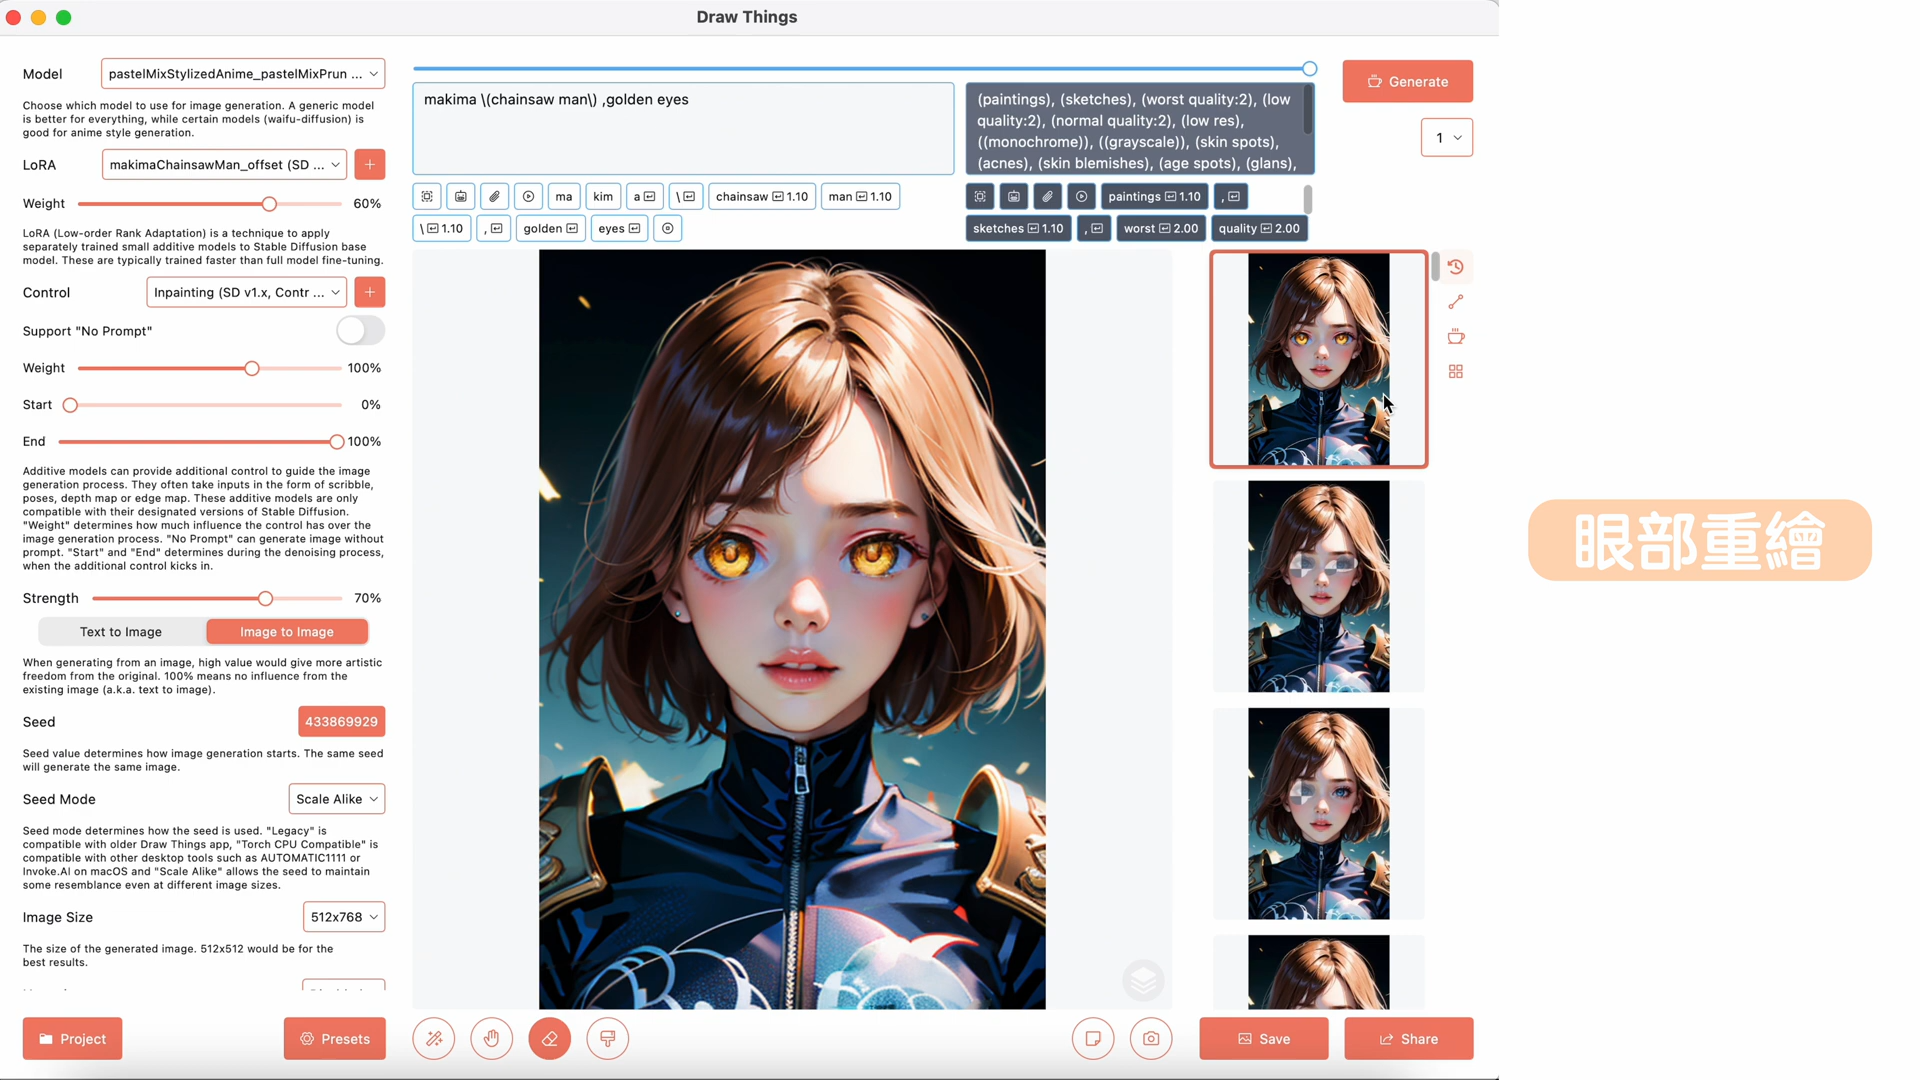 Draw Things
Model
pastelMixStylizedAnime_pastelMixPrun ...
Choose which model to use for image generation. A generic model
is better for everything, while certain models (waifu-diffusion) is
good for anime style generation.
LoRA
makimaChainsawMan_offset (SD ...
+
Weight
60%
LoRA (Low-order Rank Adaptation) is a technique to apply
separately trained small additive models to Stable Diffusion base
model. These are typically trained faster than full model fine-tuning.
Control
Inpainting (SD v1.x, Contr ...
+
Support "No Prompt"
Weight
100%
Start
0%
End
100%
Additive models can provide additional control to guide the image
generation process. They often take inputs in the form of scribble,
poses, depth map or edge map. These additive models are only
compatible with their designated versions of Stable Diffusion.
"Weight" determines how much influence the control has over the
image generation process. "No Prompt" can generate image without
prompt. "Start" and "End" determines during the denoising process,
when the additional control kicks in.
Strength
70%
Text to Image
Image to Image
When generating from an image, high value would give more artistic
freedom from the original. 100% means no influence from the
existing image (a.k.a. text to image).
Seed
433869929
Seed value determines how image generation starts. The same seed
will generate the same image.
Seed Mode
Scale Alike
Seed mode determines how the seed is used. "Legacy" is
compatible with older Draw Things app, "Torch CPU Compatible" is
compatible with other desktop tools such as AUTOMATIC1111 or
Invoke.AI on macOS and "Scale Alike" allows the seed to maintain
some resemblance even at different image sizes.
Image Size
512x768
The size of the generated image. 512x512 would be for the
best results.
Project
Presets
makima \(chainsaw man\) ,golden eyes
ma
kim
a
\
chainsaw 1.10
man 1.10
\ 1.10
,
golden
eyes
(paintings), (sketches), (worst quality:2), (low
quality:2), (normal quality:2), (low res),
((monochrome)), ((grayscale)), (skin spots),
(acnes), (skin blemishes), (age spots), (glans),
paintings 1.10
,
sketches 1.10
,
worst 2.00
quality 2.00
Generate
1
Save
Share
眼部重繪